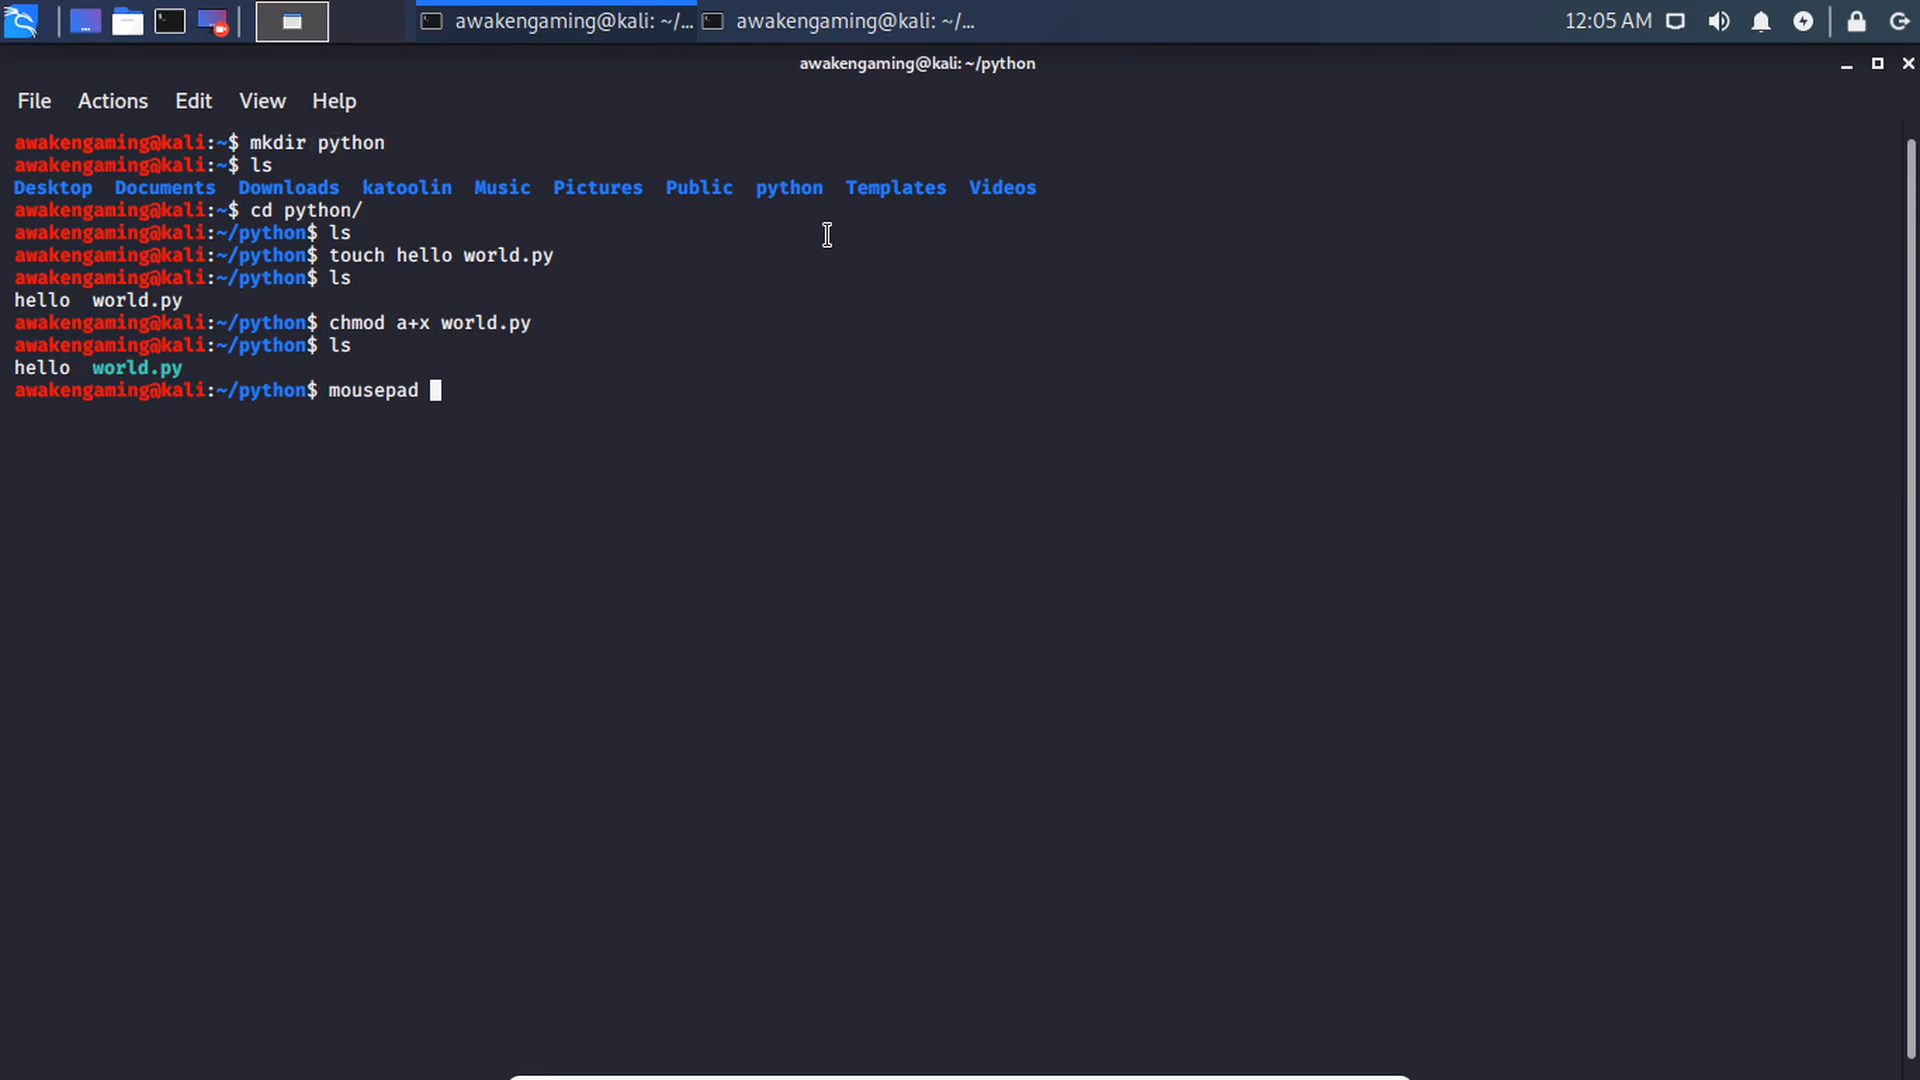 awakengaming@kali: ~/... awakengaming@kali: ~/... 12:05 AM
awakengaming@kali: ~/python
File Actions Edit View Help
awakengaming@kali:~$ mkdir python
awakengaming@kali:~$ ls
Desktop Documents Downloads katoolin Music Pictures Public python Templates Videos
awakengaming@kali:~$ cd python/
awakengaming@kali:~/python$ ls
awakengaming@kali:~/python$ touch hello world.py
awakengaming@kali:~/python$ ls
hello world.py
awakengaming@kali:~/python$ chmod a+x world.py
awakengaming@kali:~/python$ ls
hello world.py
awakengaming@kali:~/python$ mousepad